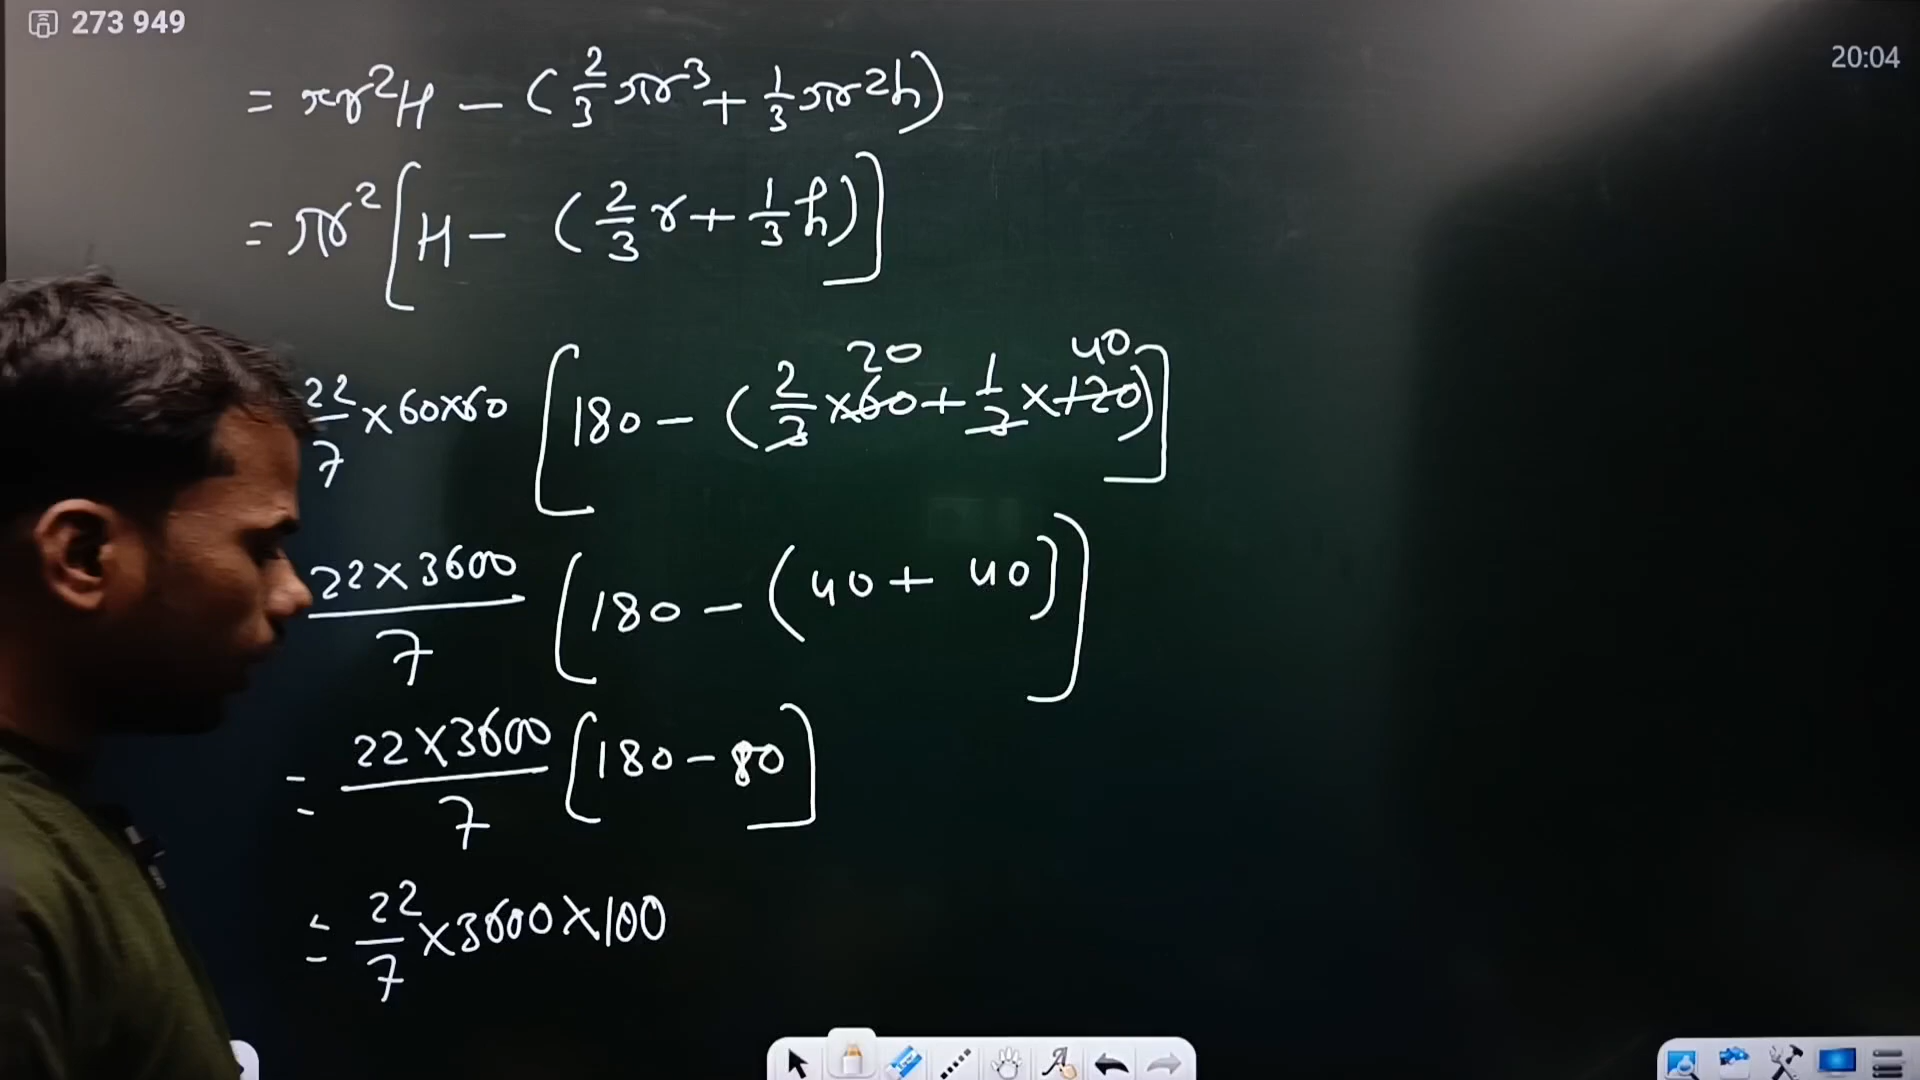 273 949
20:04
= πr²H − (2/3 πr³ + 1/3 πr²h)
= πr² [H − (2/3 r + 1/3 h)]
22/7 × 60×60 [180 − (2/3 × 60 + 1/3 × 120)] 20 40
22 × 3600 / 7 [180 − (40 + 40)]
= 22 × 3600 / 7 [180 − 80]
= 22/7 × 3600 × 100